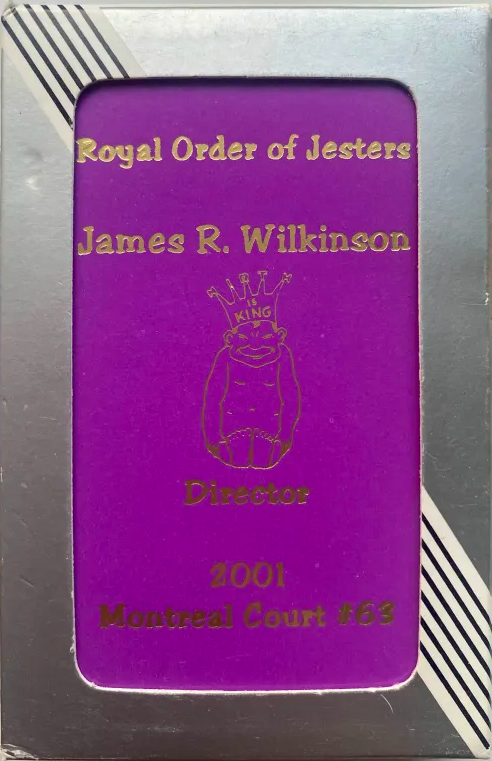 Royal Order of Jesters
James R. Wilkinson
MIRTH
IS
KING
Director
2001
Montreal Court #63